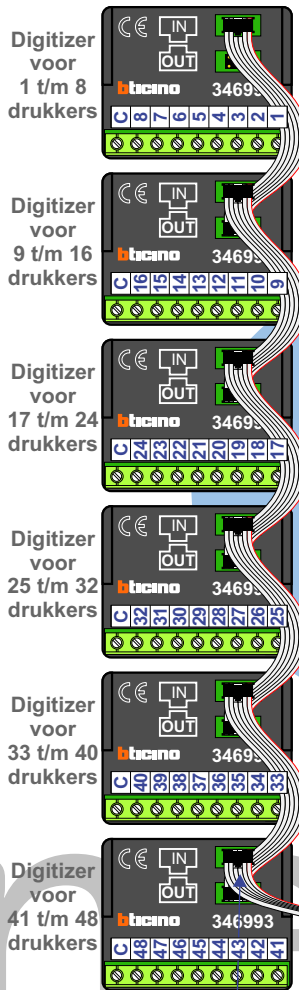 Digitizer
voor
1 t/m 8
drukkers
CE IN
OUT
bticino 34699
C 8 7 6 5 4 3 2 1
Digitizer
voor
9 t/m 16
drukkers
CE IN
OUT
bticino 34699
C 16 15 14 13 12 11 10 9
Digitizer
voor
17 t/m 24
drukkers
CE IN
OUT
bticino 34699
C 24 23 22 21 20 19 18 17
Digitizer
voor
25 t/m 32
drukkers
CE IN
OUT
bticino 34699
C 32 31 30 29 28 27 26 25
Digitizer
voor
33 t/m 40
drukkers
CE IN
OUT
bticino 34699
C 40 39 38 37 36 35 34 33
Digitizer
voor
41 t/m 48
drukkers
CE IN
OUT
bticino 346993
C 48 47 46 45 44 43 42 41